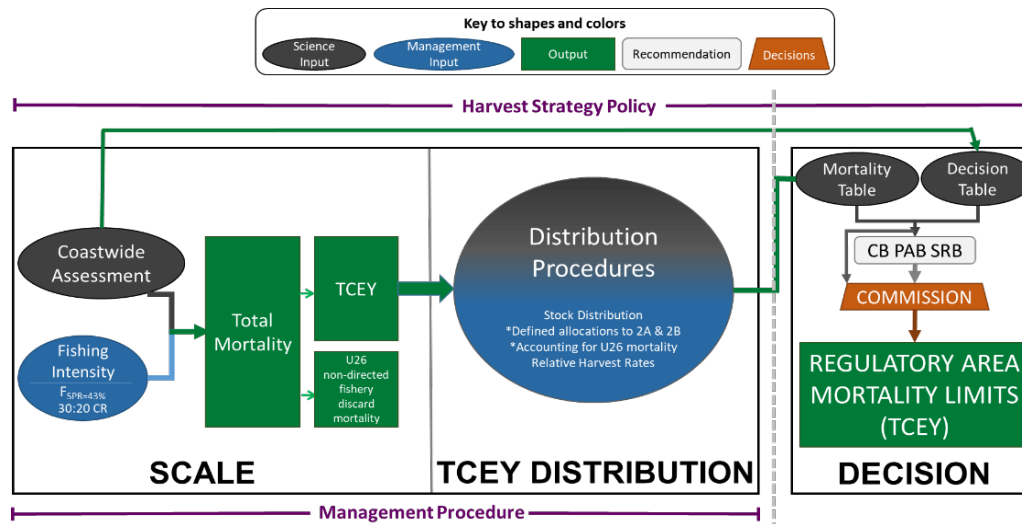 Key to shapes and colors
Science
Input
Management
Input
Output
Recommendation
Decisions
Harvest Strategy Policy
Coastwide
Assessment
Fishing
Intensity
FSPR=43%
30:20 CR
Total
Mortality
TCEY
U26
non-directed
fishery
discard
mortality
SCALE
Distribution
Procedures
Stock Distribution
*Defined allocations to 2A & 2B
*Accounting for U26 mortality
Relative Harvest Rates
TCEY DISTRIBUTION
Mortality
Table
Decision
Table
CB PAB SRB
COMMISSION
REGULATORY AREA
MORTALITY LIMITS
(TCEY)
DECISION
Management Procedure